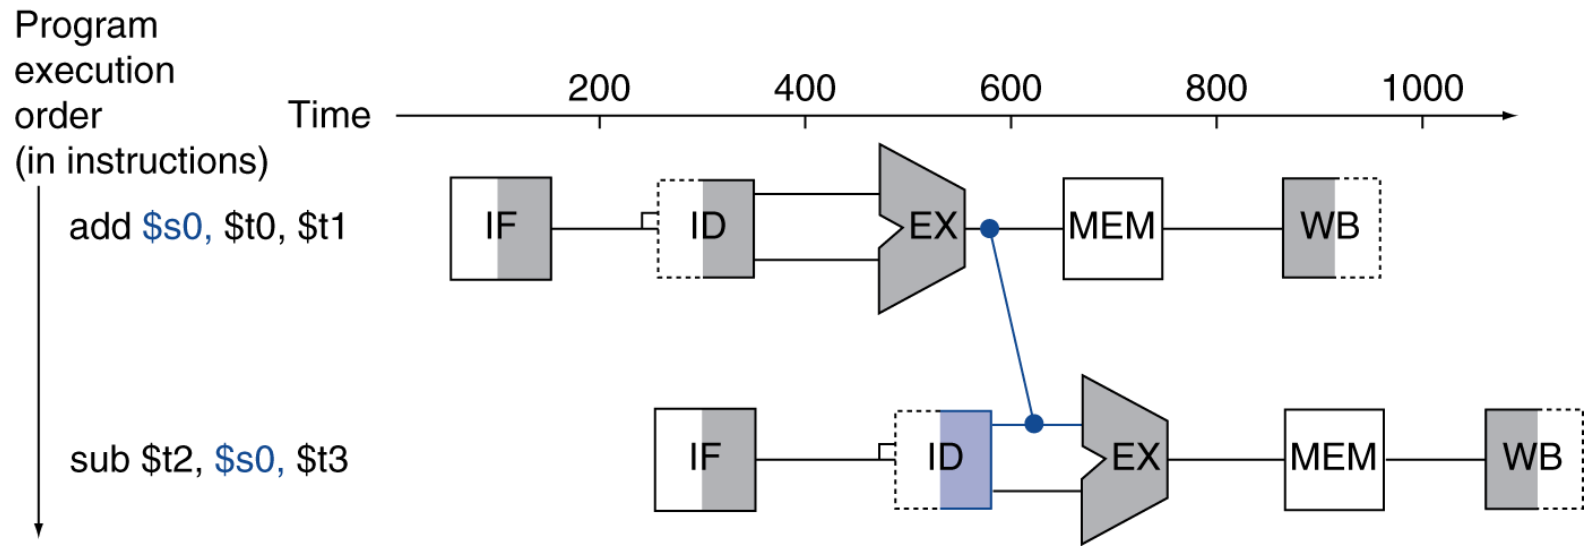 Program
execution
order
(in instructions)
Time
200 400 600 800 1000
add $s0, $t0, $t1
IF ID EX MEM WB
sub $t2, $s0, $t3
IF ID EX MEM WB